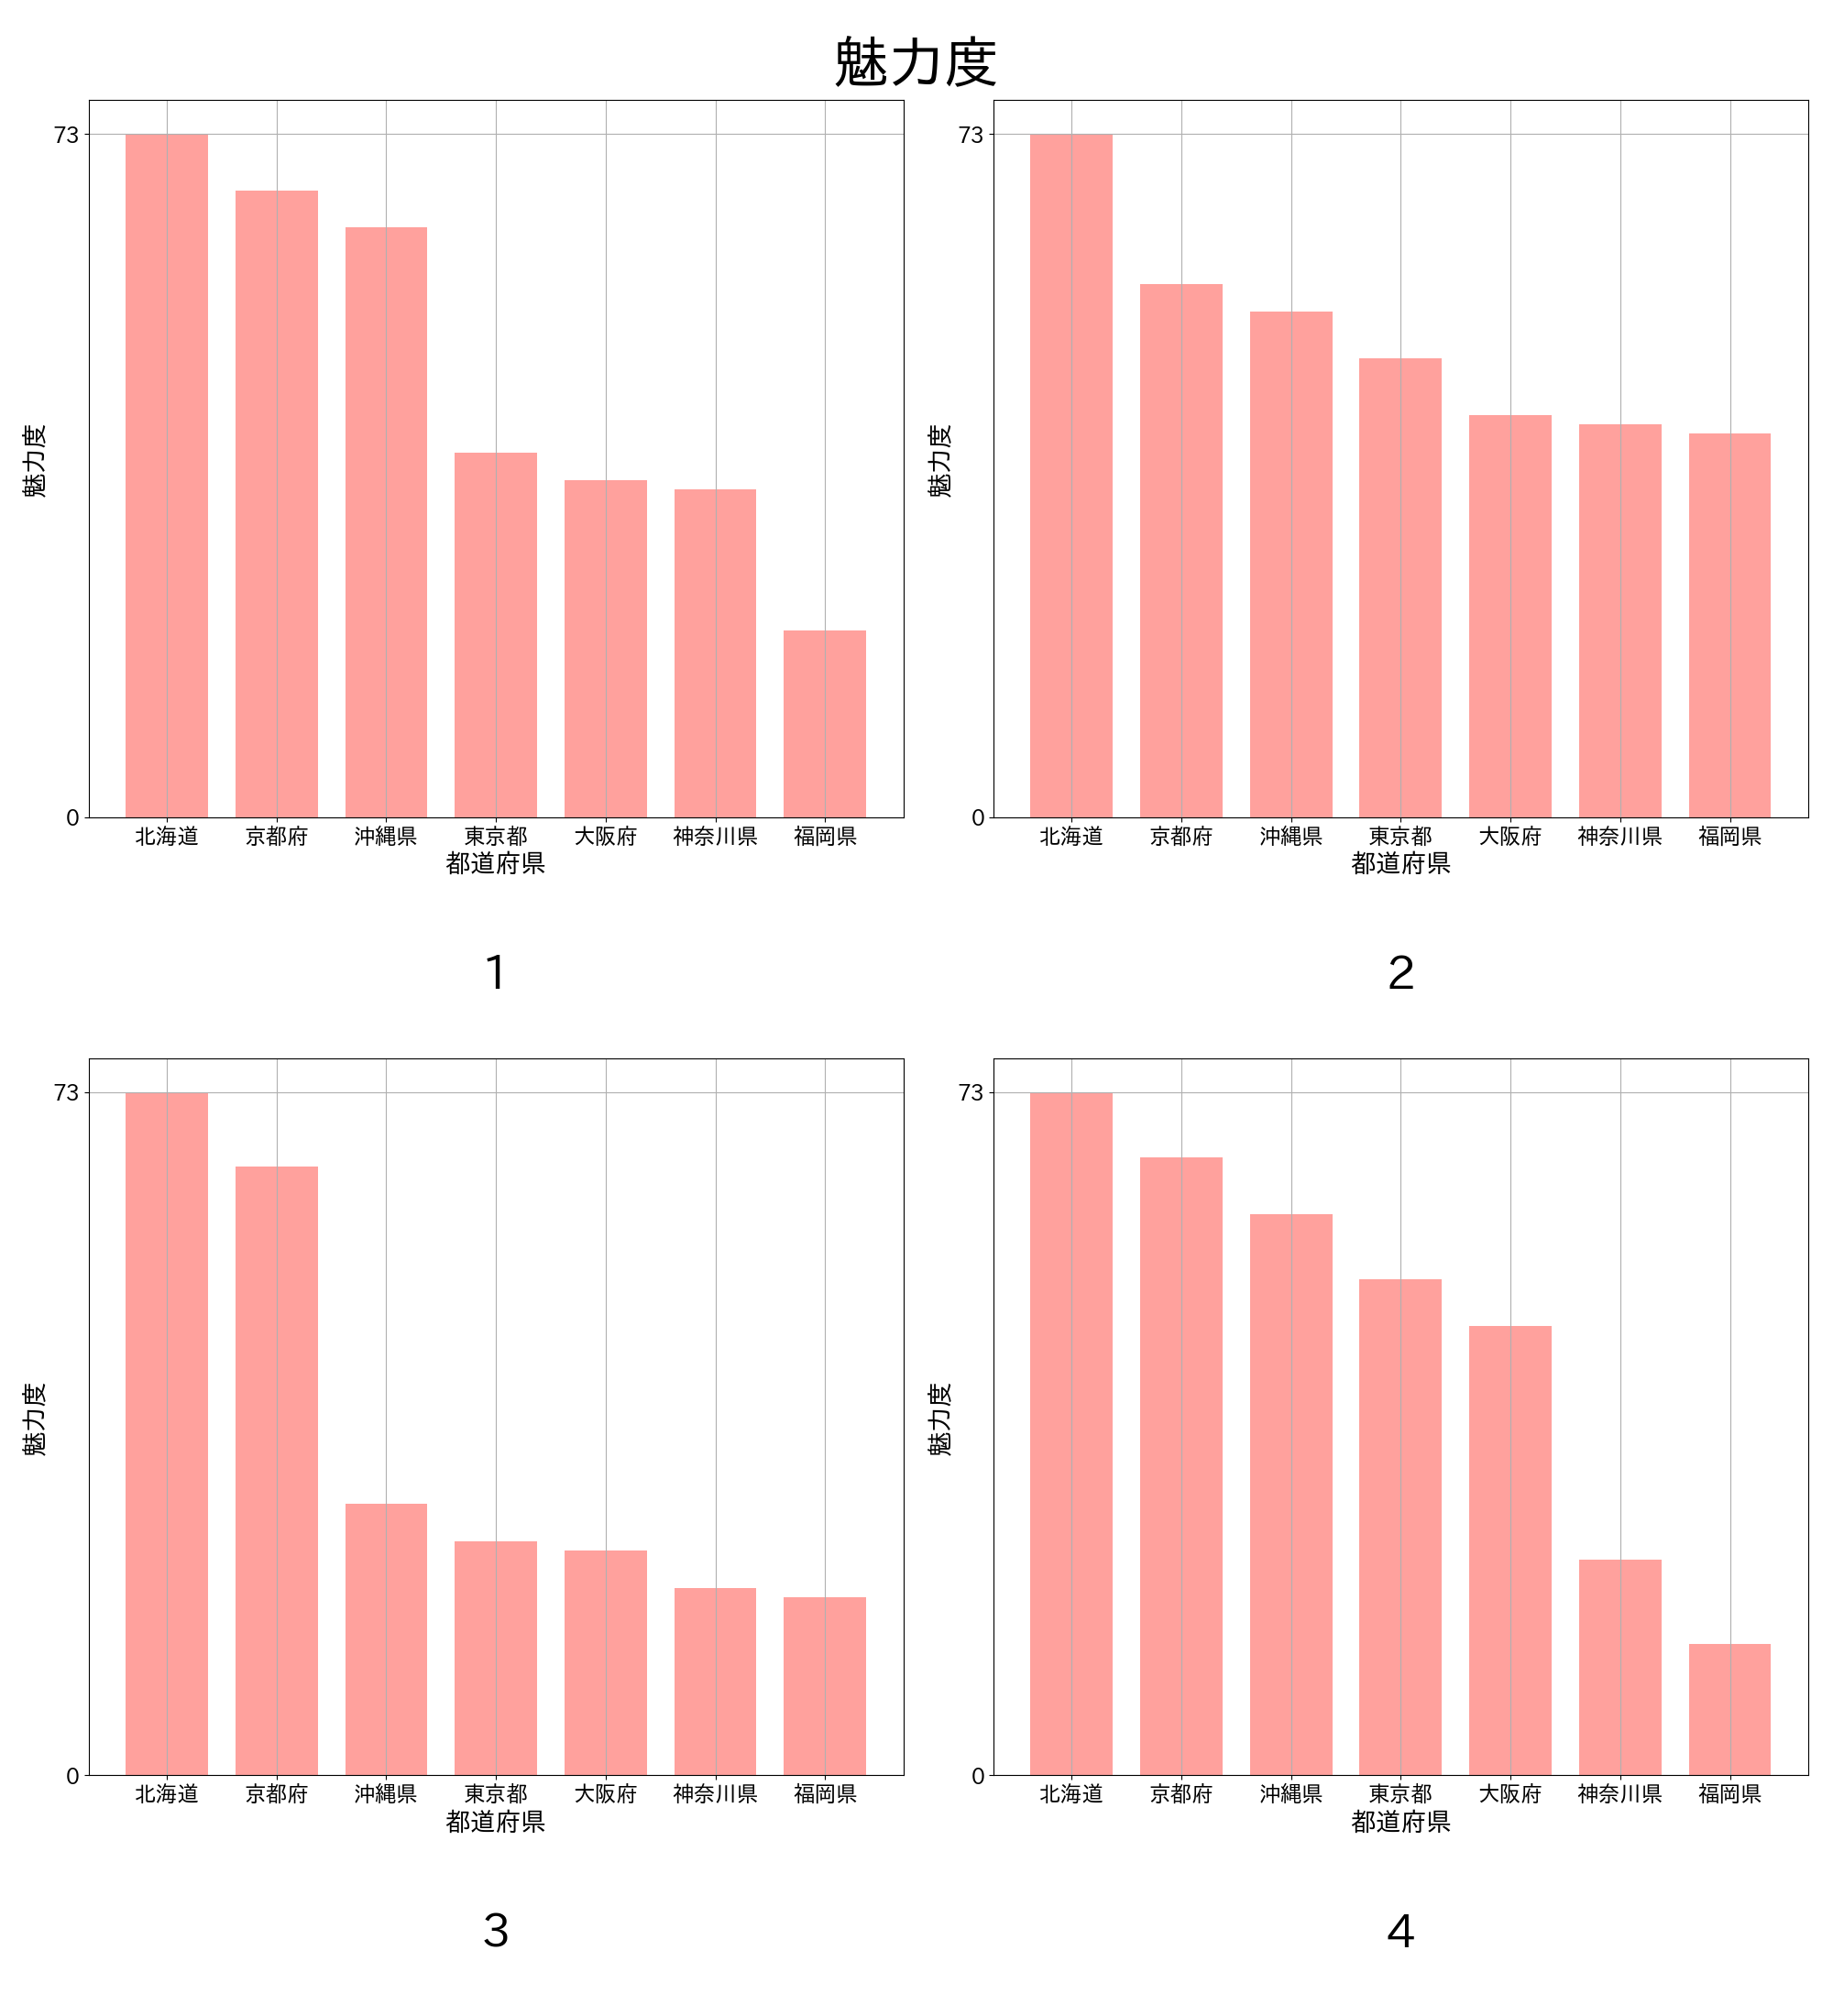 魅力度
73
0
魅力度
北海道 京都府 沖縄県 東京都 大阪府 神奈川県 福岡県
都道府県
1
73
0
魅力度
北海道 京都府 沖縄県 東京都 大阪府 神奈川県 福岡県
都道府県
2
73
0
魅力度
北海道 京都府 沖縄県 東京都 大阪府 神奈川県 福岡県
都道府県
3
73
0
魅力度
北海道 京都府 沖縄県 東京都 大阪府 神奈川県 福岡県
都道府県
4